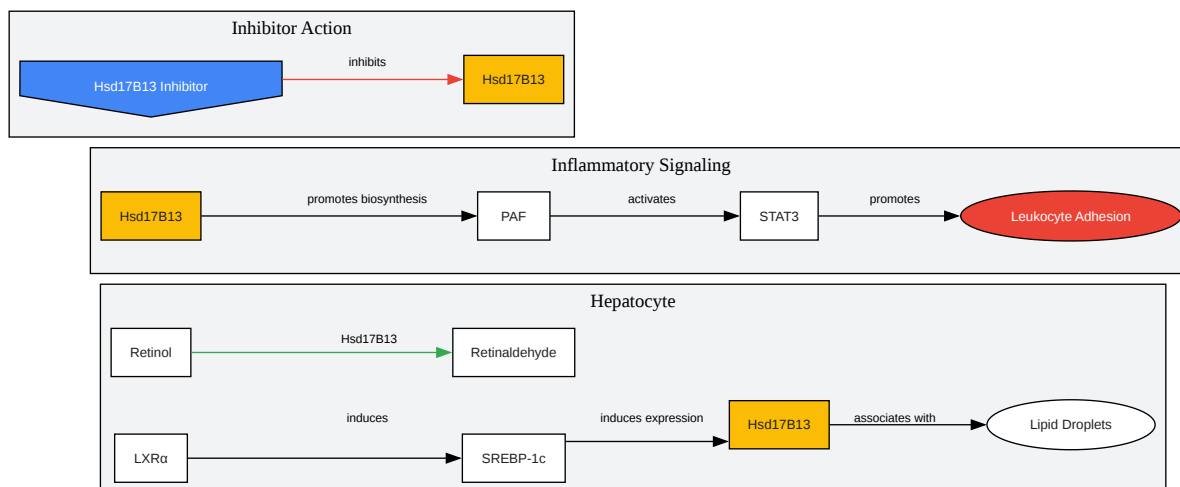 Inhibitor Action
Hsd17B13 Inhibitor
inhibits
Hsd17B13
Inflammatory Signaling
Hsd17B13
promotes biosynthesis
PAF
activates
STAT3
promotes
Leukocyte Adhesion
Hepatocyte
Retinol
Hsd17B13
Retinaldehyde
LXRα
induces
SREBP-1c
induces expression
Hsd17B13
associates with
Lipid Droplets